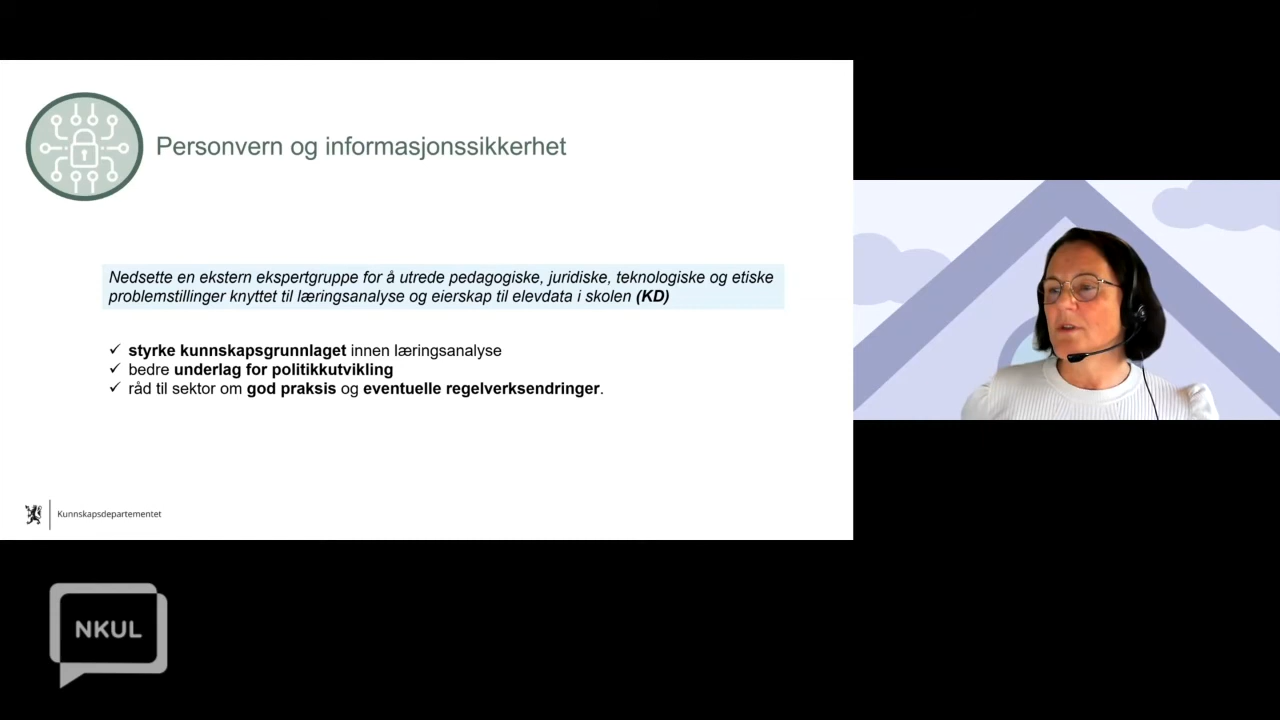 Personvern og informasjonssikkerhet
Nedsette en ekstern ekspertgruppe for å utrede pedagogiske, juridiske, teknologiske og etiske
problemstillinger knyttet til læringsanalyse og eierskap til elevdata i skolen (KD)
✓ styrke kunnskapsgrunnlaget innen læringsanalyse
✓ bedre underlag for politikkutvikling
✓ råd til sektor om god praksis og eventuelle regelverksendringer.
Kunnskapsdepartementet
NKUL